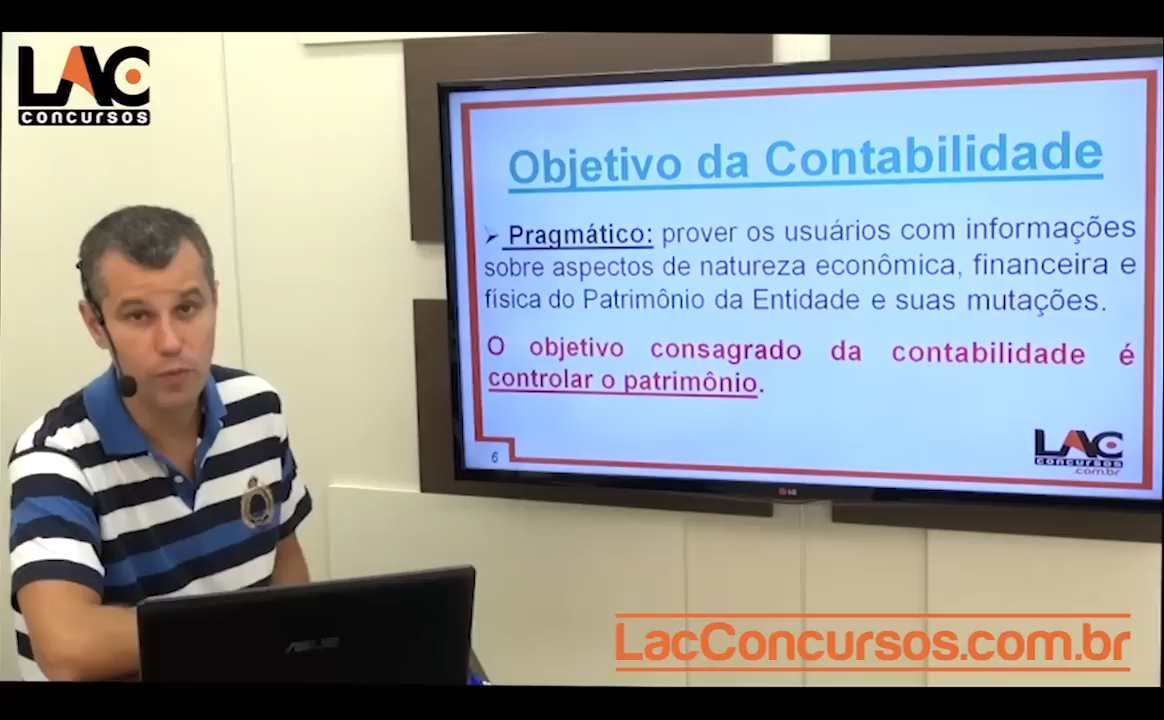 LAC
concursos
Objetivo da Contabilidade
➢ Pragmático: prover os usuários com informações
sobre aspectos de natureza econômica, financeira e
física do Patrimônio da Entidade e suas mutações.
O objetivo consagrado da contabilidade é
controlar o patrimônio.
6
LAC
concursos
.com.br
LG
ASUS
LacConcursos.com.br